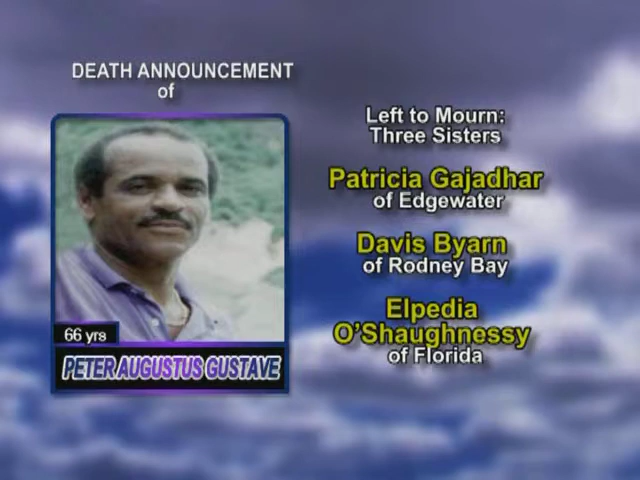 DEATH ANNOUNCEMENT
of
66 yrs
PETER AUGUSTUS GUSTAVE
Left to Mourn:
Three Sisters
Patricia Gajadhar
of Edgewater
Davis Byarn
of Rodney Bay
Elpedia
O'Shaughnessy
of Florida